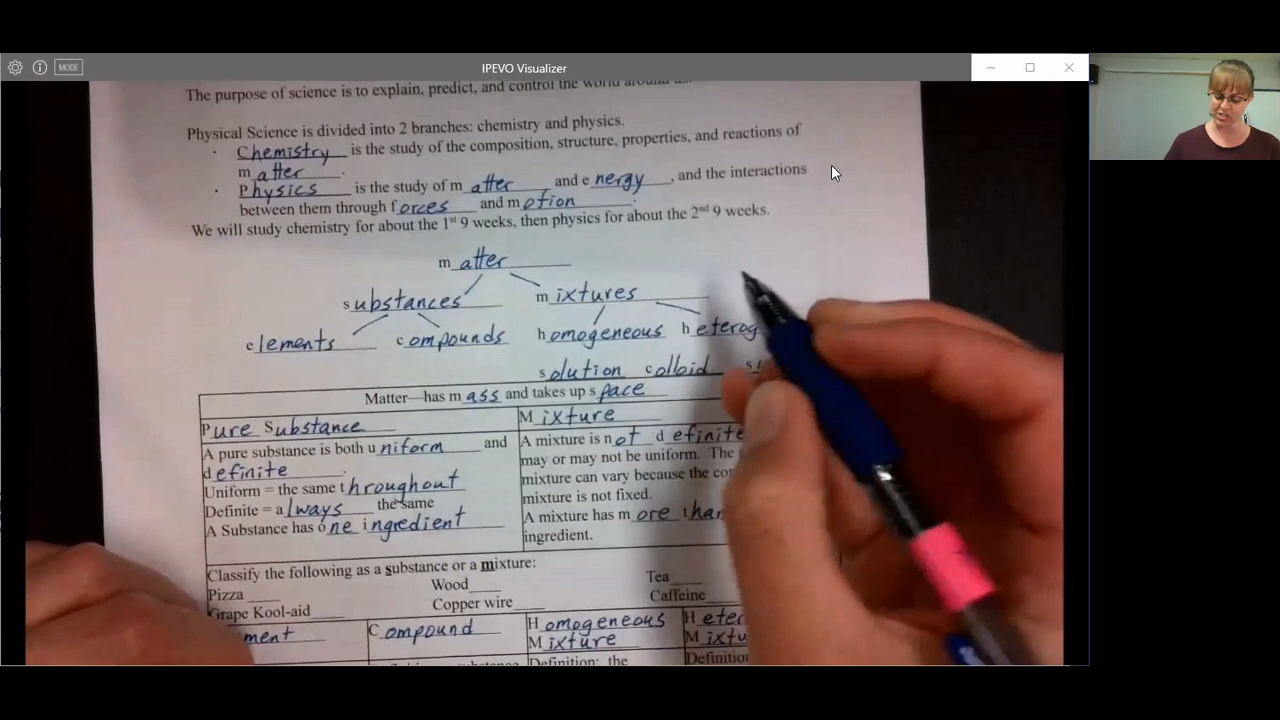 MODE
IPEVO Visualizer
The purpose of science is to explain, predict, and control the world around
Physical Science is divided into 2 branches: chemistry and physics.
· Chemistry is the study of the composition, structure, properties, and reactions of
matter.
· Physics is the study of matter and energy, and the interactions
between them through forces and motion.
We will study chemistry for about the 1st 9 weeks, then physics for about the 2nd 9 weeks.
matter
substances mixtures
elements compounds homogeneous heterog
solution colloid s
Matter—has mass and takes up space
Pure Substance Mixture
A pure substance is both uniform and
definite.
Uniform = the same throughout
Definite = always the same
A Substance has one ingredient
A mixture is not definite
may or may not be uniform. The
mixture can vary because the co
mixture is not fixed.
A mixture has more than
ingredient.
Classify the following as a substance or a mixture:
Pizza____ Wood____ Tea____
Grape Kool-aid____ Copper wire____ Caffeine____
ment Compound Homogeneous Heter
Mixture Mixtu
Definition: the Definition